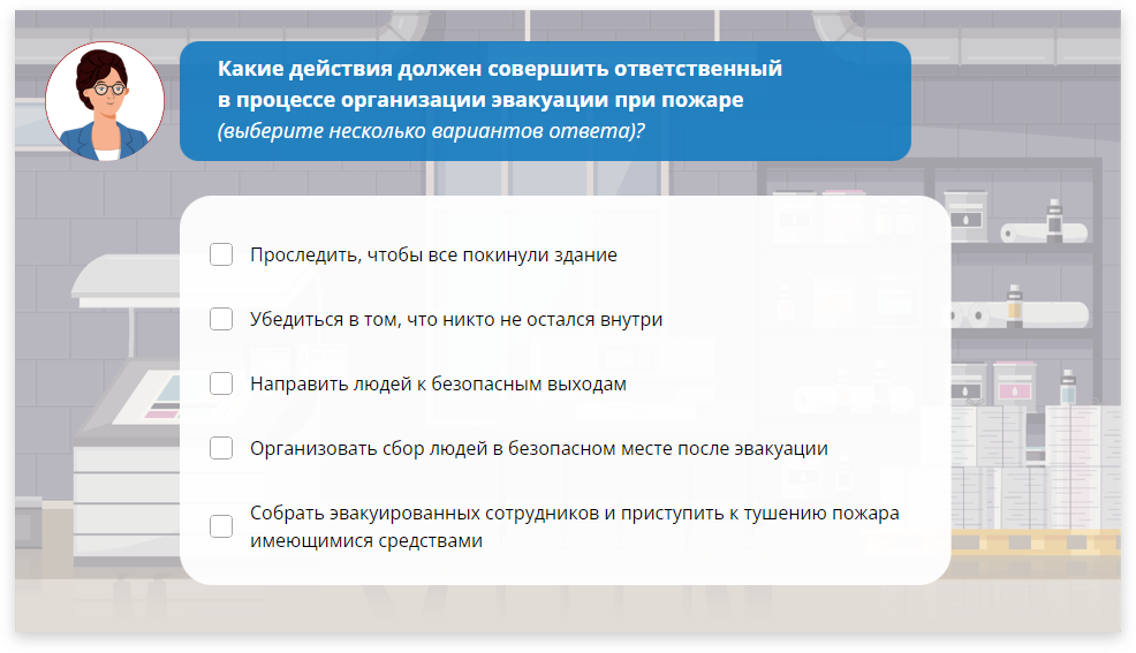 Какие действия должен совершить ответственный
в процессе организации эвакуации при пожаре
(выберите несколько вариантов ответа)?
Проследить, чтобы все покинули здание
Убедиться в том, что никто не остался внутри
Направить людей к безопасным выходам
Организовать сбор людей в безопасном месте после эвакуации
Собрать эвакуированных сотрудников и приступить к тушению пожара
имеющимися средствами